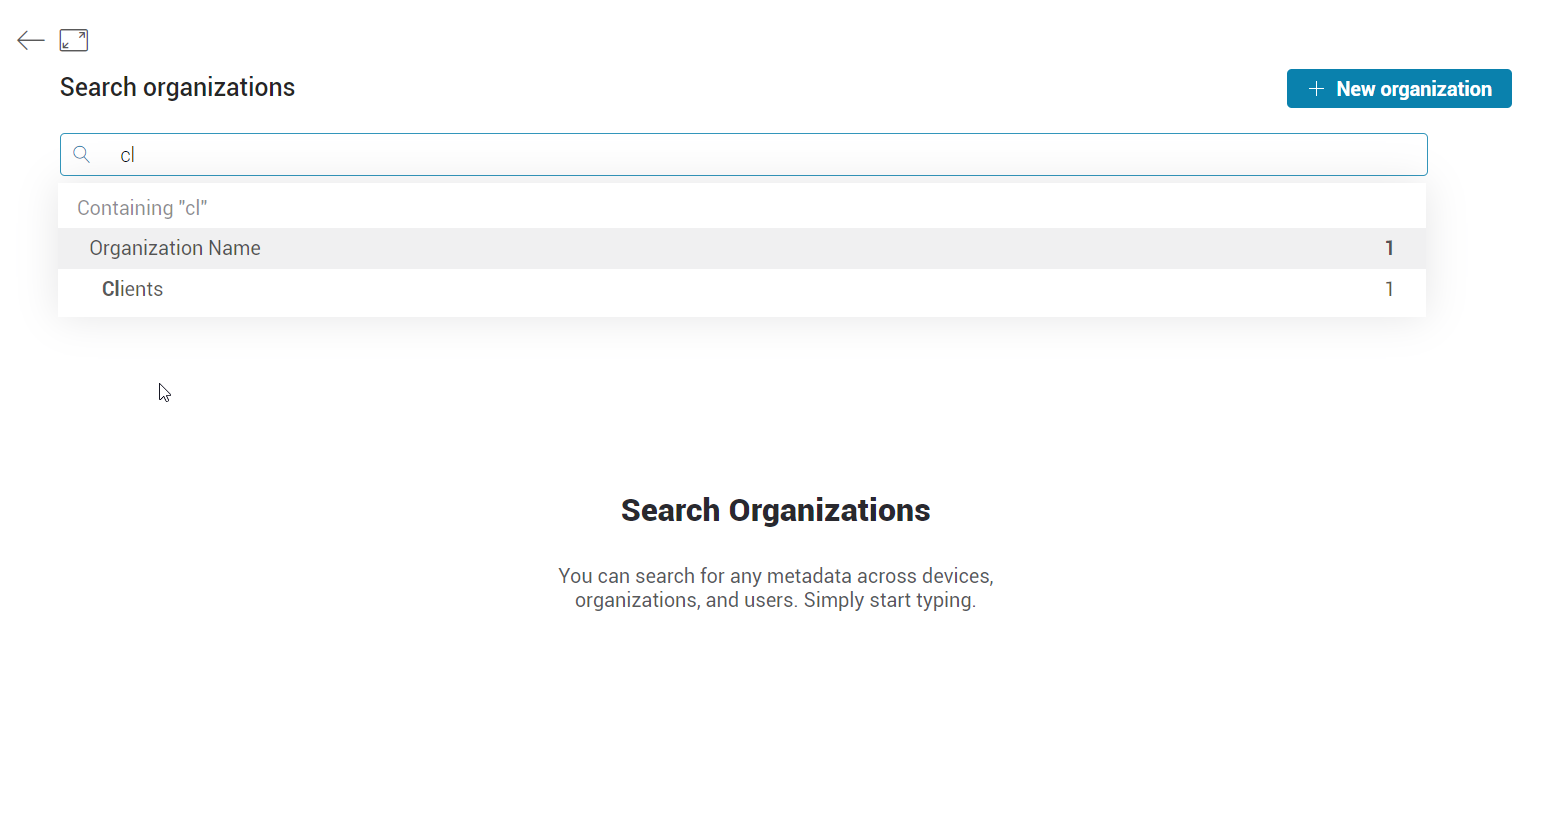 Search organizations
+ New organization
cl
Containing "cl"
Organization Name 1
Clients 1
Search Organizations
You can search for any metadata across devices,
organizations, and users. Simply start typing.